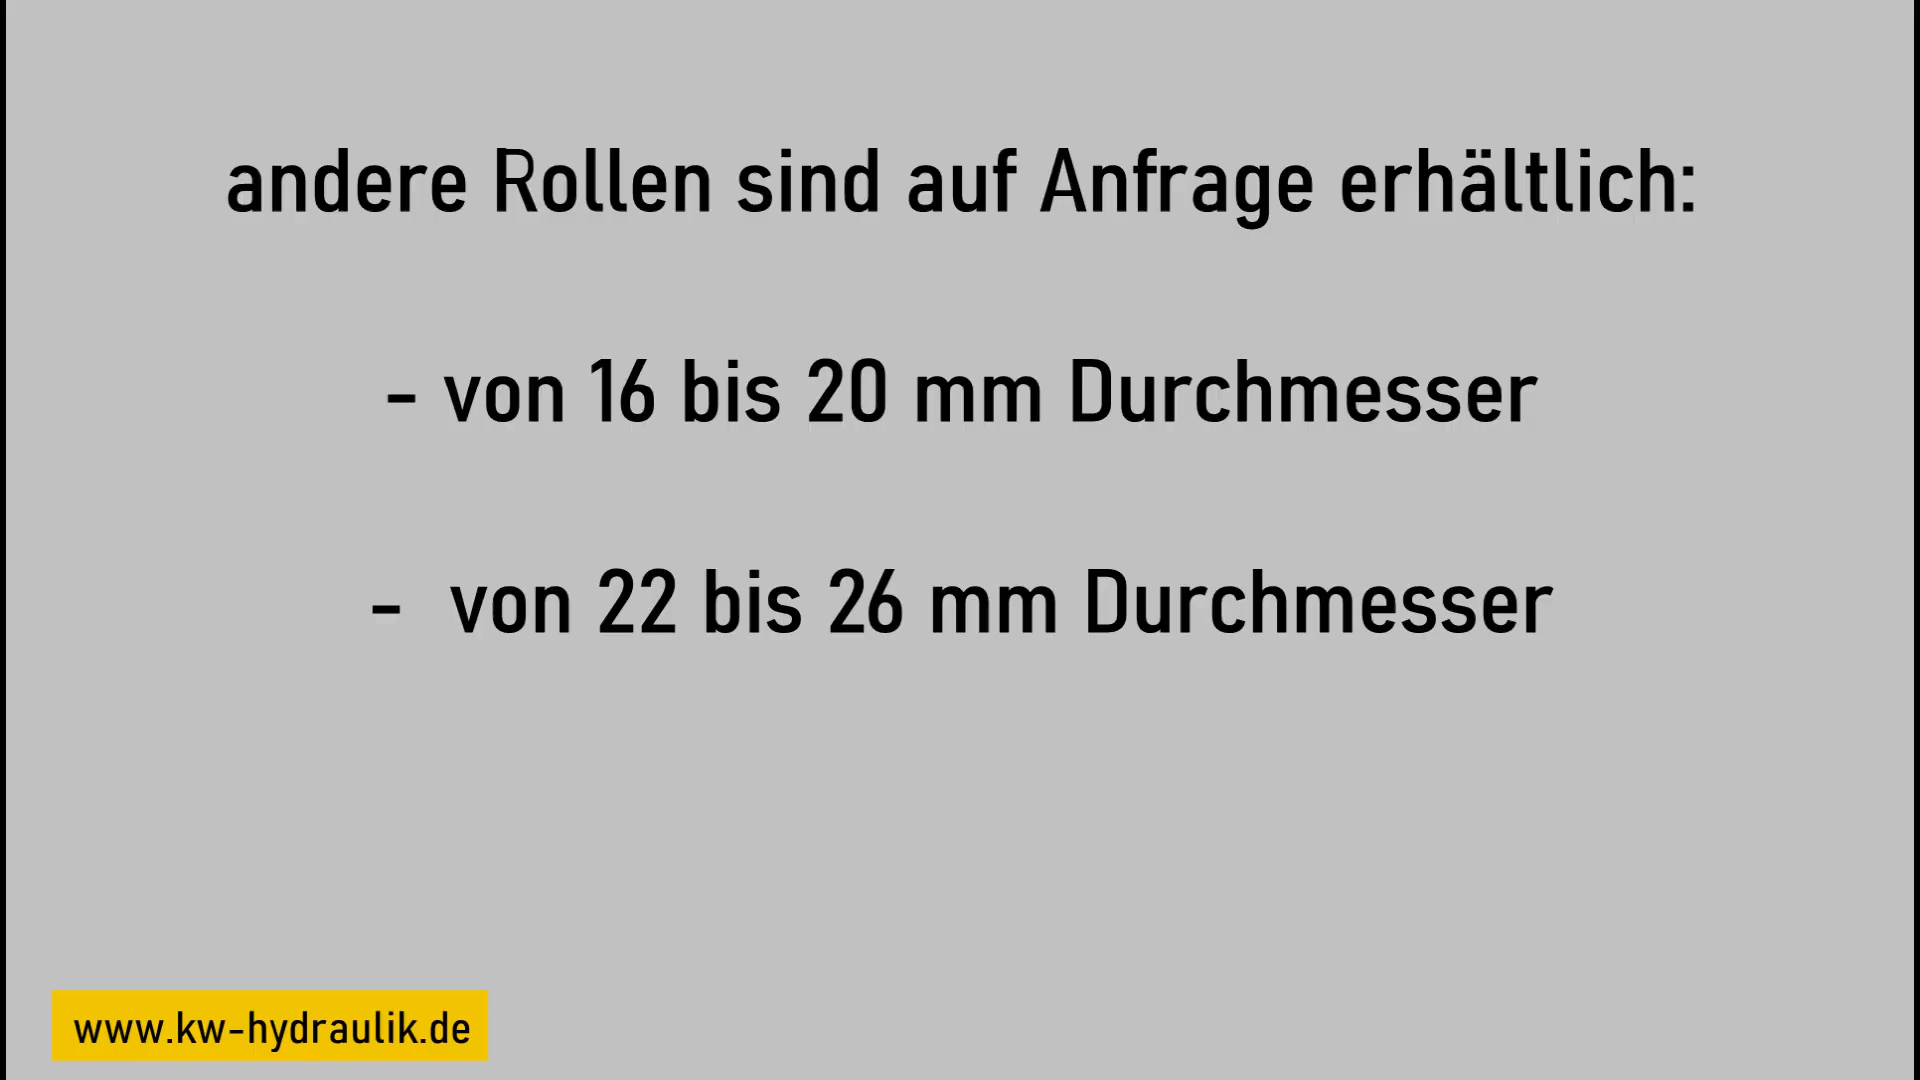 andere Rollen sind auf Anfrage erhältlich:
- von 16 bis 20 mm Durchmesser
- von 22 bis 26 mm Durchmesser
www.kw-hydraulik.de